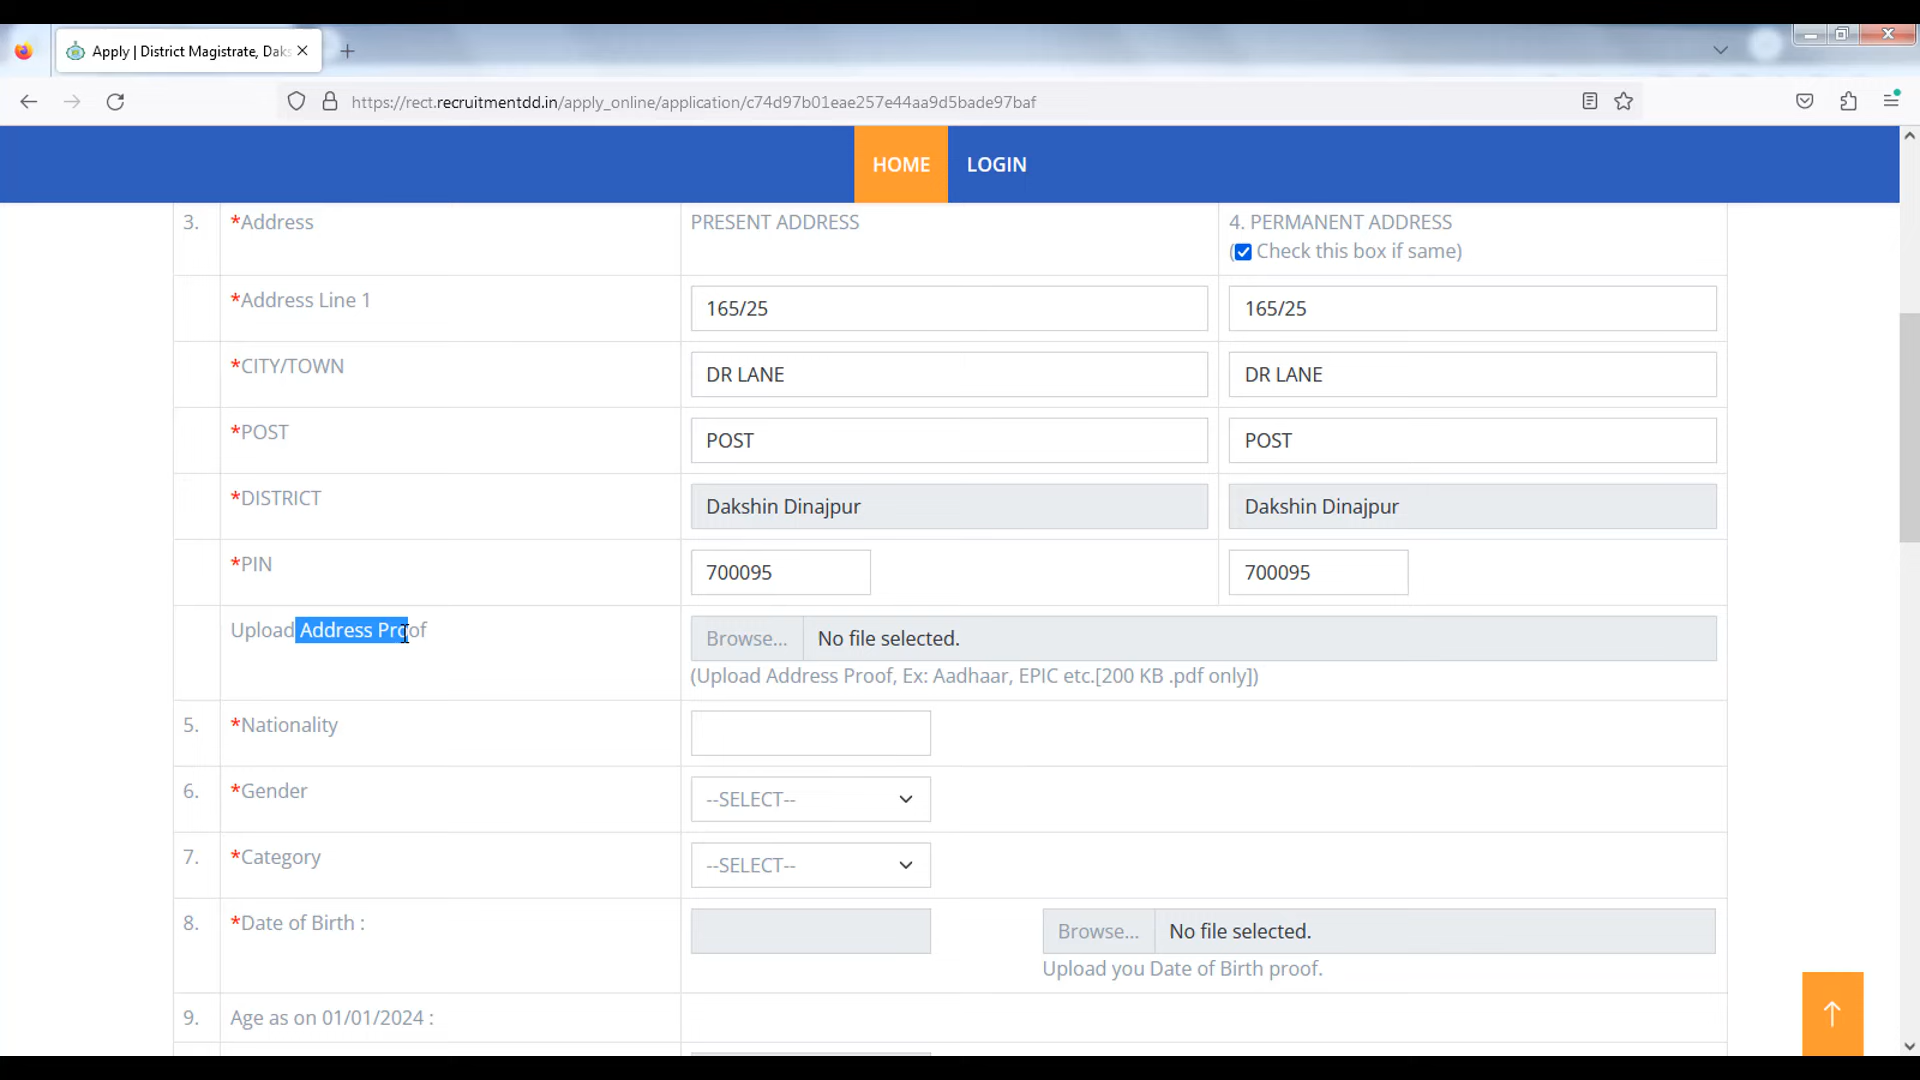 Apply | District Magistrate, Daks
https://rect.recruitmentdd.in/apply_online/application/c74d97b01eae257e44aa9d5bade97baf
HOME LOGIN
3. *Address PRESENT ADDRESS 4. PERMANENT ADDRESS
(Check this box if same)
*Address Line 1 165/25 165/25
*CITY/TOWN DR LANE DR LANE
*POST POST POST
*DISTRICT Dakshin Dinajpur Dakshin Dinajpur
*PIN 700095 700095
Upload Address Proof Browse... No file selected.
(Upload Address Proof, Ex: Aadhaar, EPIC etc.[200 KB .pdf only])
5. *Nationality
6. *Gender --SELECT--
7. *Category --SELECT--
8. *Date of Birth : Browse... No file selected.
Upload you Date of Birth proof.
9. Age as on 01/01/2024 :